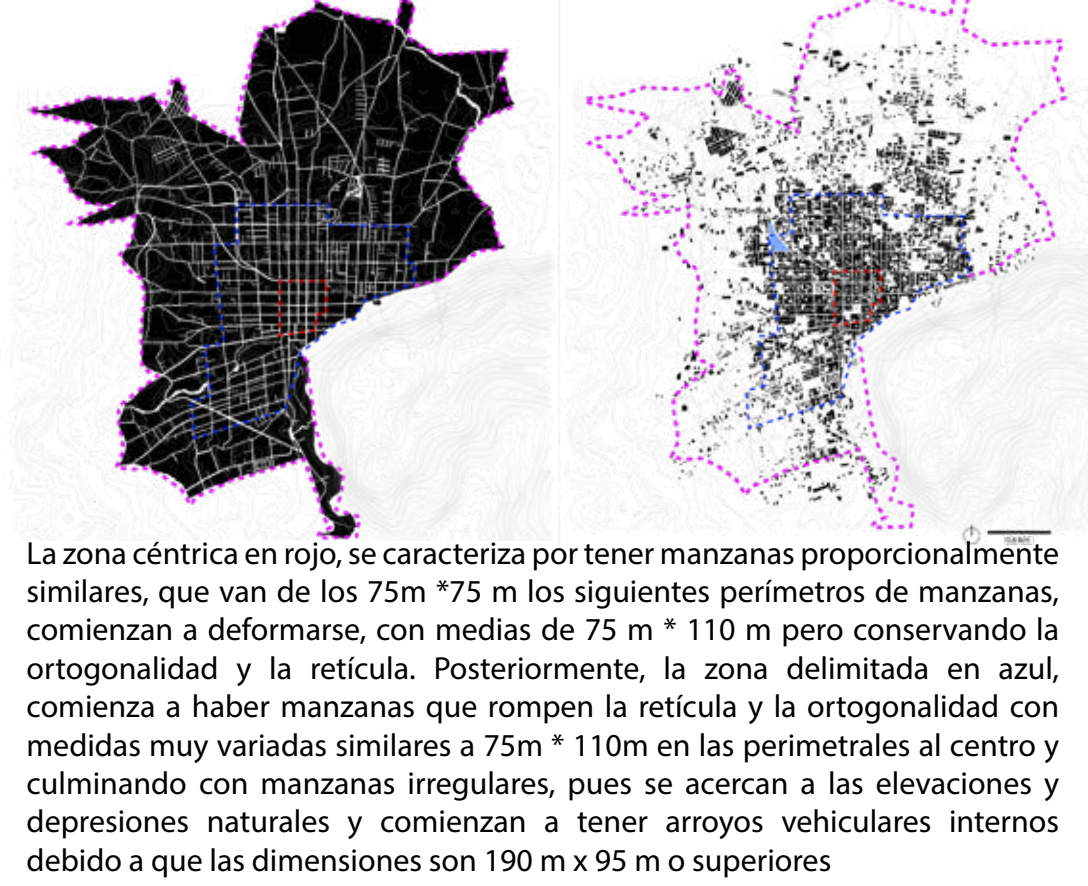 La zona céntrica en rojo, se caracteriza por tener manzanas proporcionalmente
similares, que van de los 75m *75 m los siguientes perímetros de manzanas,
comienzan a deformarse, con medias de 75 m * 110 m pero conservando la
ortogonalidad y la retícula. Posteriormente, la zona delimitada en azul,
comienza a haber manzanas que rompen la retícula y la ortogonalidad con
medidas muy variadas similares a 75m * 110m en las perimetrales al centro y
culminando con manzanas irregulares, pues se acercan a las elevaciones y
depresiones naturales y comienzan a tener arroyos vehiculares internos
debido a que las dimensiones son 190 m x 95 m o superiores